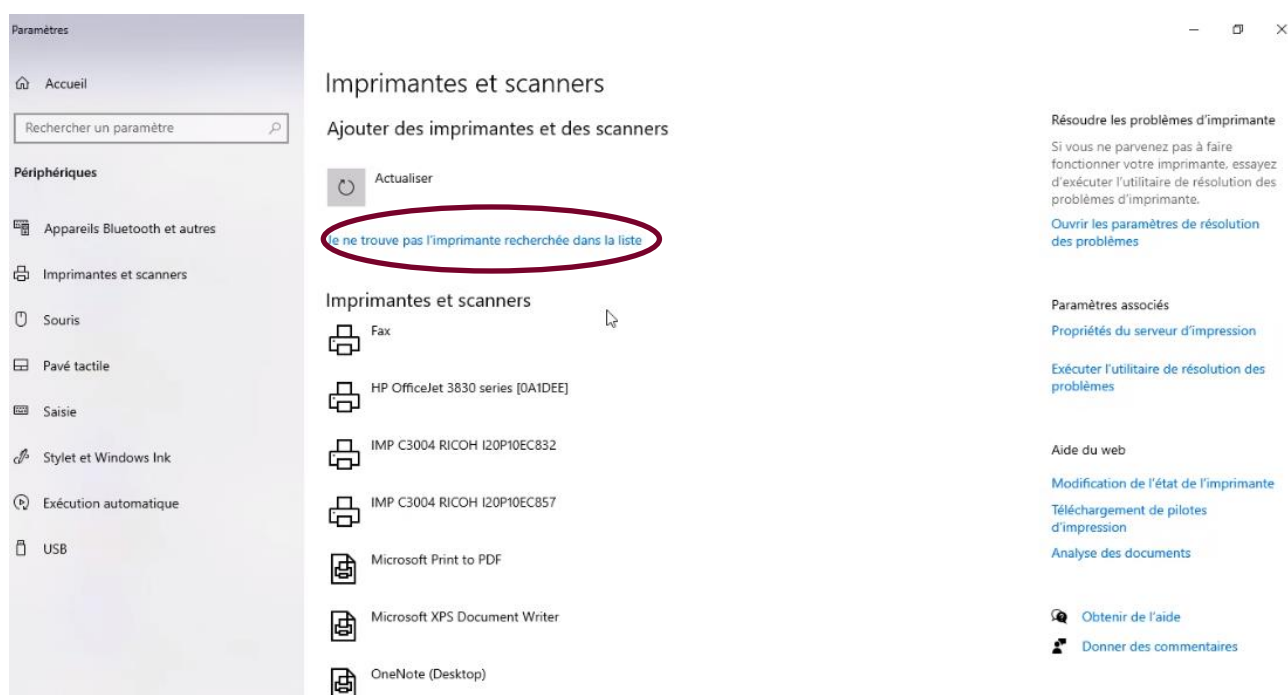 Paramètres
Accueil
Rechercher un paramètre
Périphériques
Appareils Bluetooth et autres
Imprimantes et scanners
Souris
Pavé tactile
Saisie
Stylet et Windows Ink
Exécution automatique
USB
Imprimantes et scanners
Ajouter des imprimantes et des scanners
Actualiser
Je ne trouve pas l'imprimante recherchée dans la liste
Imprimantes et scanners
Fax
HP OfficeJet 3830 series [0A1DEE]
IMP C3004 RICOH I20P10EC832
IMP C3004 RICOH I20P10EC857
Microsoft Print to PDF
Microsoft XPS Document Writer
OneNote (Desktop)
Résoudre les problèmes d'imprimante
Si vous ne parvenez pas à faire
fonctionner votre imprimante, essayez
d'exécuter l'utilitaire de résolution des
problèmes d'imprimante.
Ouvrir les paramètres de résolution
des problèmes
Paramètres associés
Propriétés du serveur d'impression
Exécuter l'utilitaire de résolution des
problèmes
Aide du web
Modification de l'état de l'imprimante
Téléchargement de pilotes
d'impression
Analyse des documents
Obtenir de l'aide
Donner des commentaires